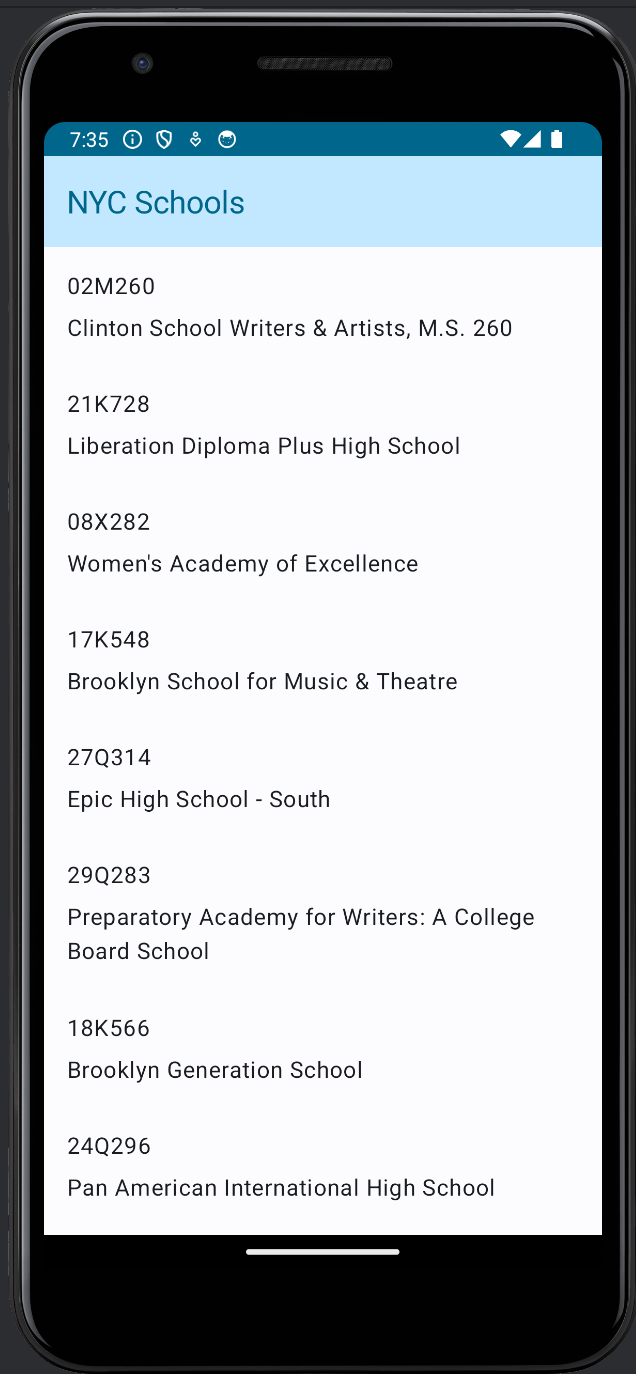 7:35
NYC Schools
02M260
Clinton School Writers & Artists, M.S. 260
21K728
Liberation Diploma Plus High School
08X282
Women's Academy of Excellence
17K548
Brooklyn School for Music & Theatre
27Q314
Epic High School - South
29Q283
Preparatory Academy for Writers: A College
Board School
18K566
Brooklyn Generation School
24Q296
Pan American International High School